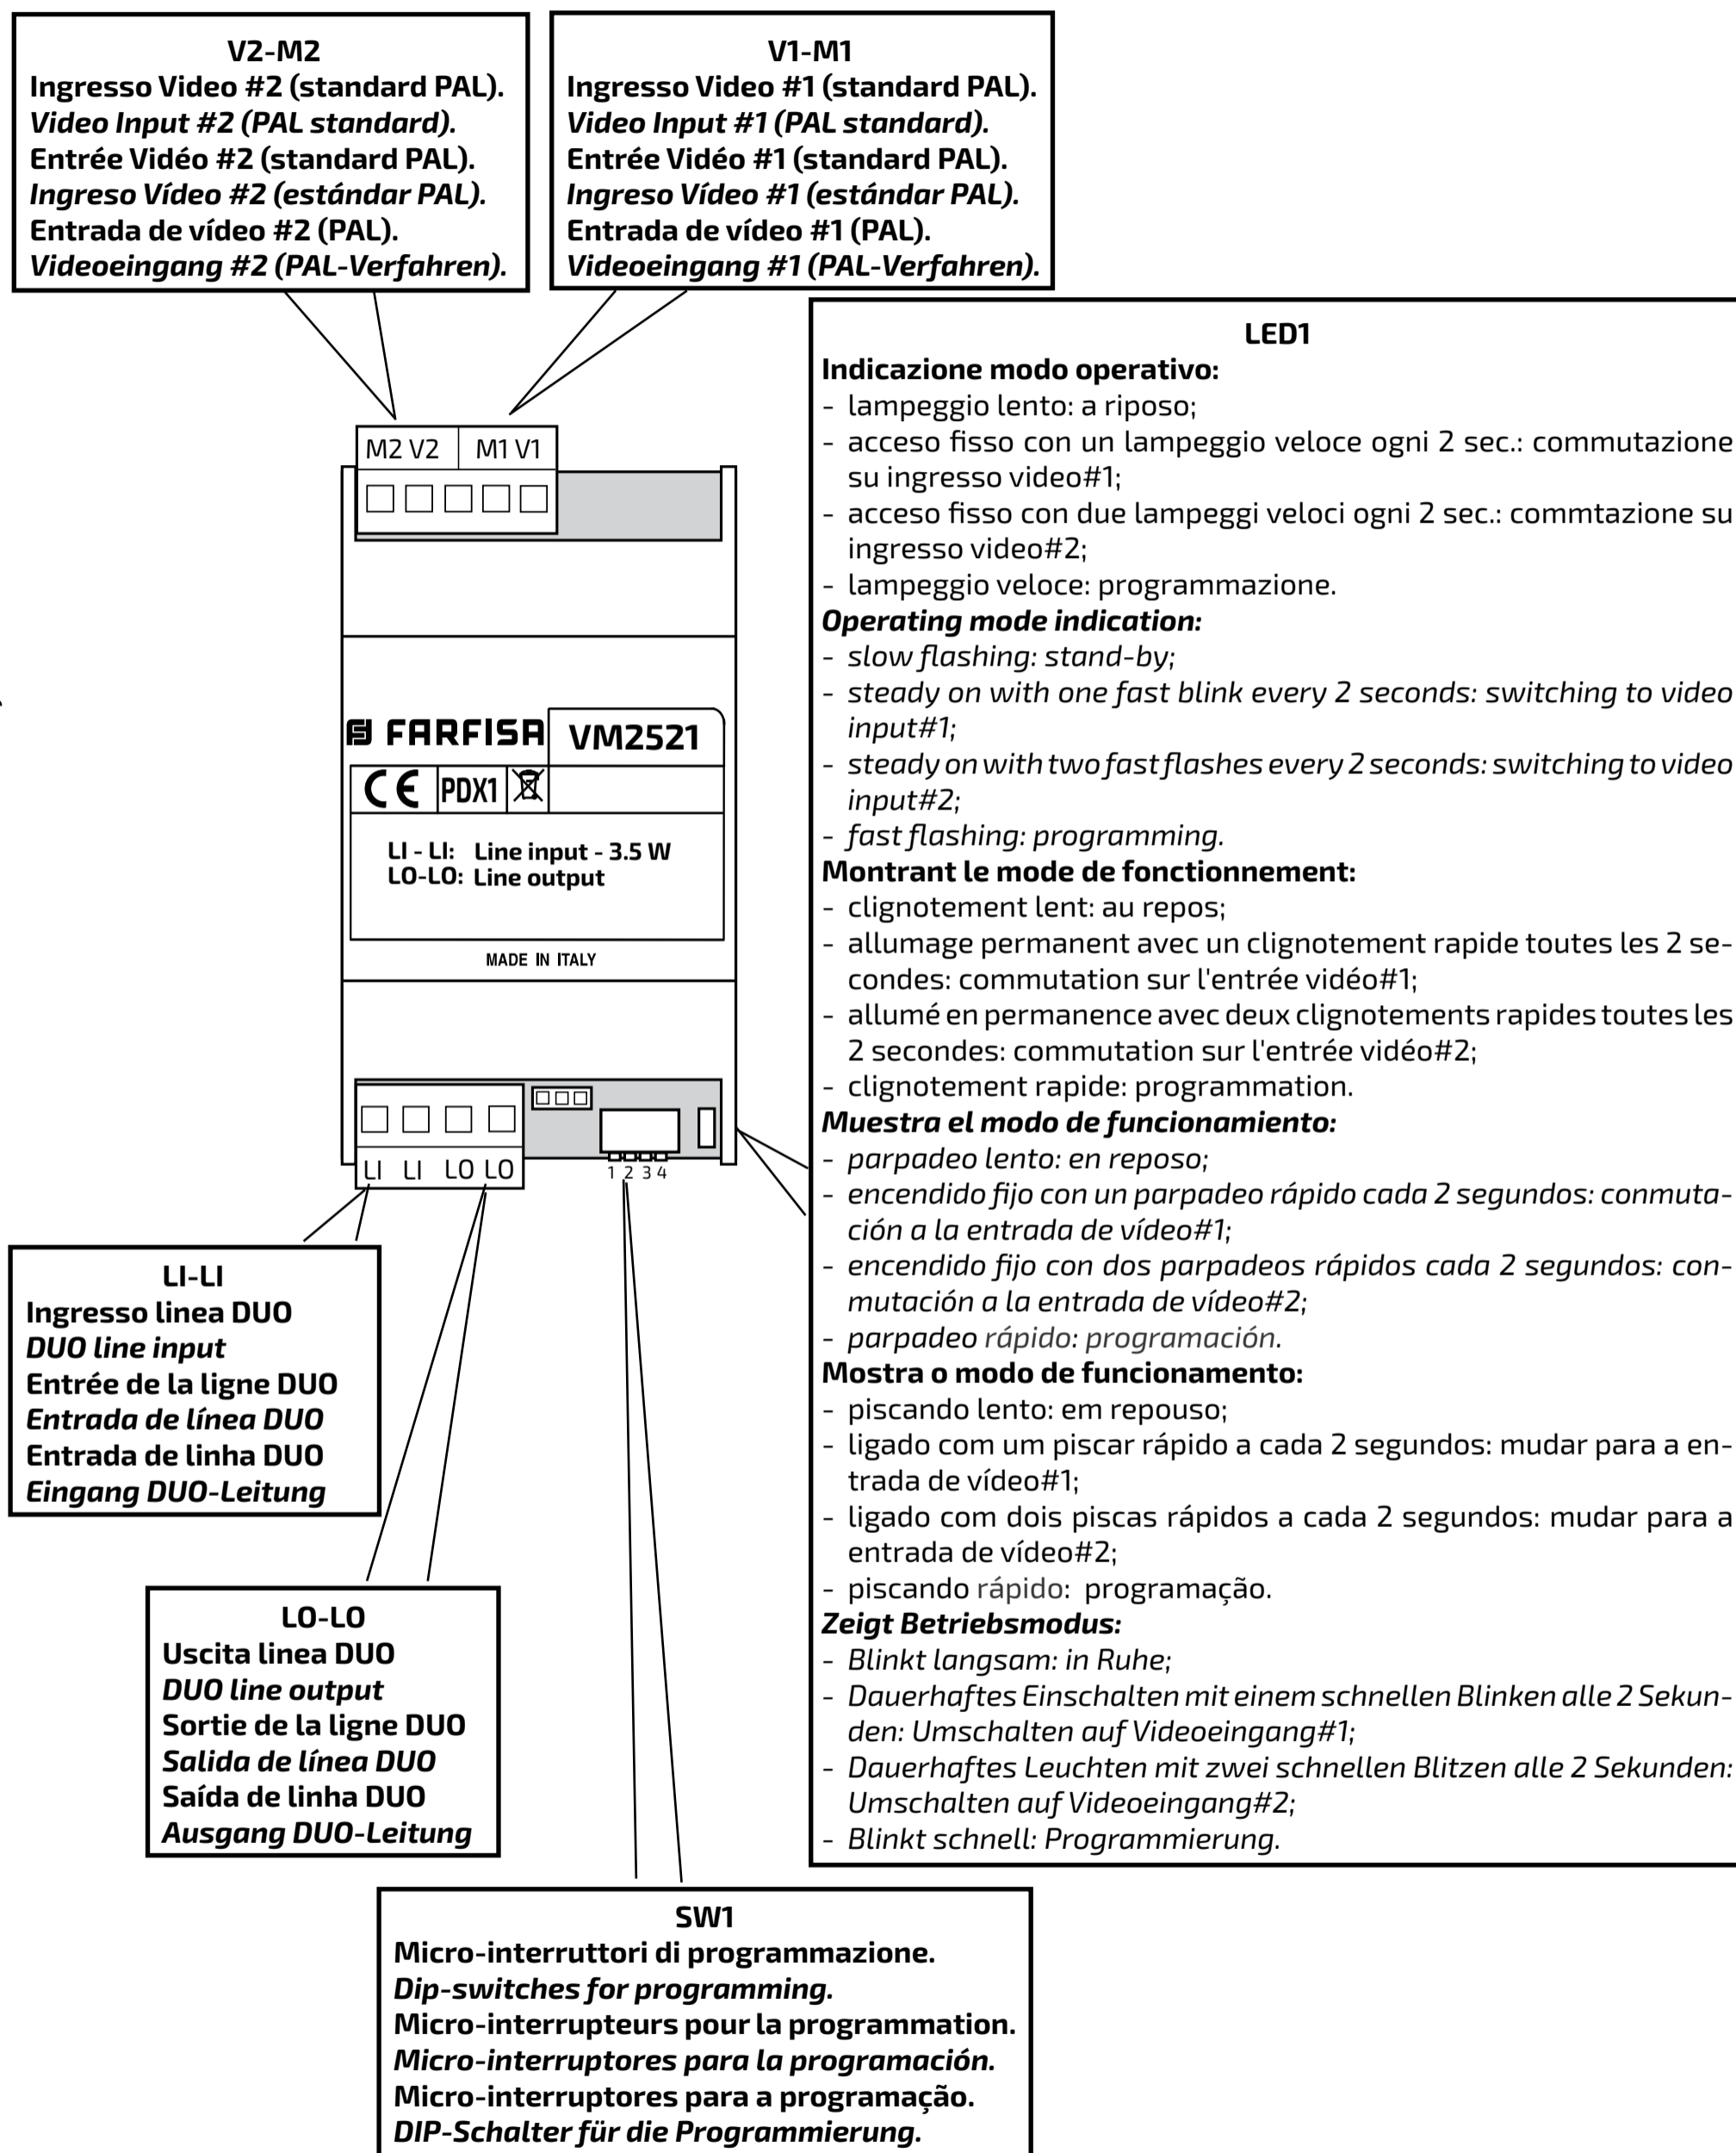 V2-M2
Ingresso Video #2 (standard PAL).
Video Input #2 (PAL standard).
Entrée Vidéo #2 (standard PAL).
Ingreso Vídeo #2 (estándar PAL).
Entrada de vídeo #2 (PAL).
Videoeingang #2 (PAL-Verfahren).
V1-M1
Ingresso Video #1 (standard PAL).
Video Input #1 (PAL standard).
Entrée Vidéo #1 (standard PAL).
Ingreso Vídeo #1 (estándar PAL).
Entrada de vídeo #1 (PAL).
Videoeingang #1 (PAL-Verfahren).
M2 V2 M1 V1
FARFISA VM2521
CE PDX1
LI - LI: Line input - 3.5 W
LO-LO: Line output
MADE IN ITALY
LI LI LO LO
1 2 3 4
LED1
Indicazione modo operativo:
- lampeggio lento: a riposo;
- acceso fisso con un lampeggio veloce ogni 2 sec.: commutazione
su ingresso video#1;
- acceso fisso con due lampeggi veloci ogni 2 sec.: commtazione su
ingresso video#2;
- lampeggio veloce: programmazione.
Operating mode indication:
- slow flashing: stand-by;
- steady on with one fast blink every 2 seconds: switching to video
input#1;
- steady on with two fast flashes every 2 seconds: switching to video
input#2;
- fast flashing: programming.
Montrant le mode de fonctionnement:
- clignotement lent: au repos;
- allumage permanent avec un clignotement rapide toutes les 2 se-
condes: commutation sur l'entrée vidéo#1;
- allumé en permanence avec deux clignotements rapides toutes les
2 secondes: commutation sur l'entrée vidéo#2;
- clignotement rapide: programmation.
Muestra el modo de funcionamiento:
- parpadeo lento: en reposo;
- encendido fijo con un parpadeo rápido cada 2 segundos: conmuta-
ción a la entrada de vídeo#1;
- encendido fijo con dos parpadeos rápidos cada 2 segundos: con-
mutación a la entrada de vídeo#2;
- parpadeo rápido: programación.
Mostra o modo de funcionamento:
- piscando lento: em repouso;
- ligado com um piscar rápido a cada 2 segundos: mudar para a en-
trada de vídeo#1;
- ligado com dois piscas rápidos a cada 2 segundos: mudar para a
entrada de vídeo#2;
- piscando rápido: programação.
Zeigt Betriebsmodus:
- Blinkt langsam: in Ruhe;
- Dauerhaftes Einschalten mit einem schnellen Blinken alle 2 Sekun-
den: Umschalten auf Videoeingang#1;
- Dauerhaftes Leuchten mit zwei schnellen Blitzen alle 2 Sekunden:
Umschalten auf Videoeingang#2;
- Blinkt schnell: Programmierung.
LI-LI
Ingresso linea DUO
DUO line input
Entrée de la ligne DUO
Entrada de línea DUO
Entrada de linha DUO
Eingang DUO-Leitung
LO-LO
Uscita linea DUO
DUO line output
Sortie de la ligne DUO
Salida de línea DUO
Saída de linha DUO
Ausgang DUO-Leitung
SW1
Micro-interruttori di programmazione.
Dip-switches for programming.
Micro-interrupteurs pour la programmation.
Micro-interruptores para la programación.
Micro-interruptores para a programação.
DIP-Schalter für die Programmierung.